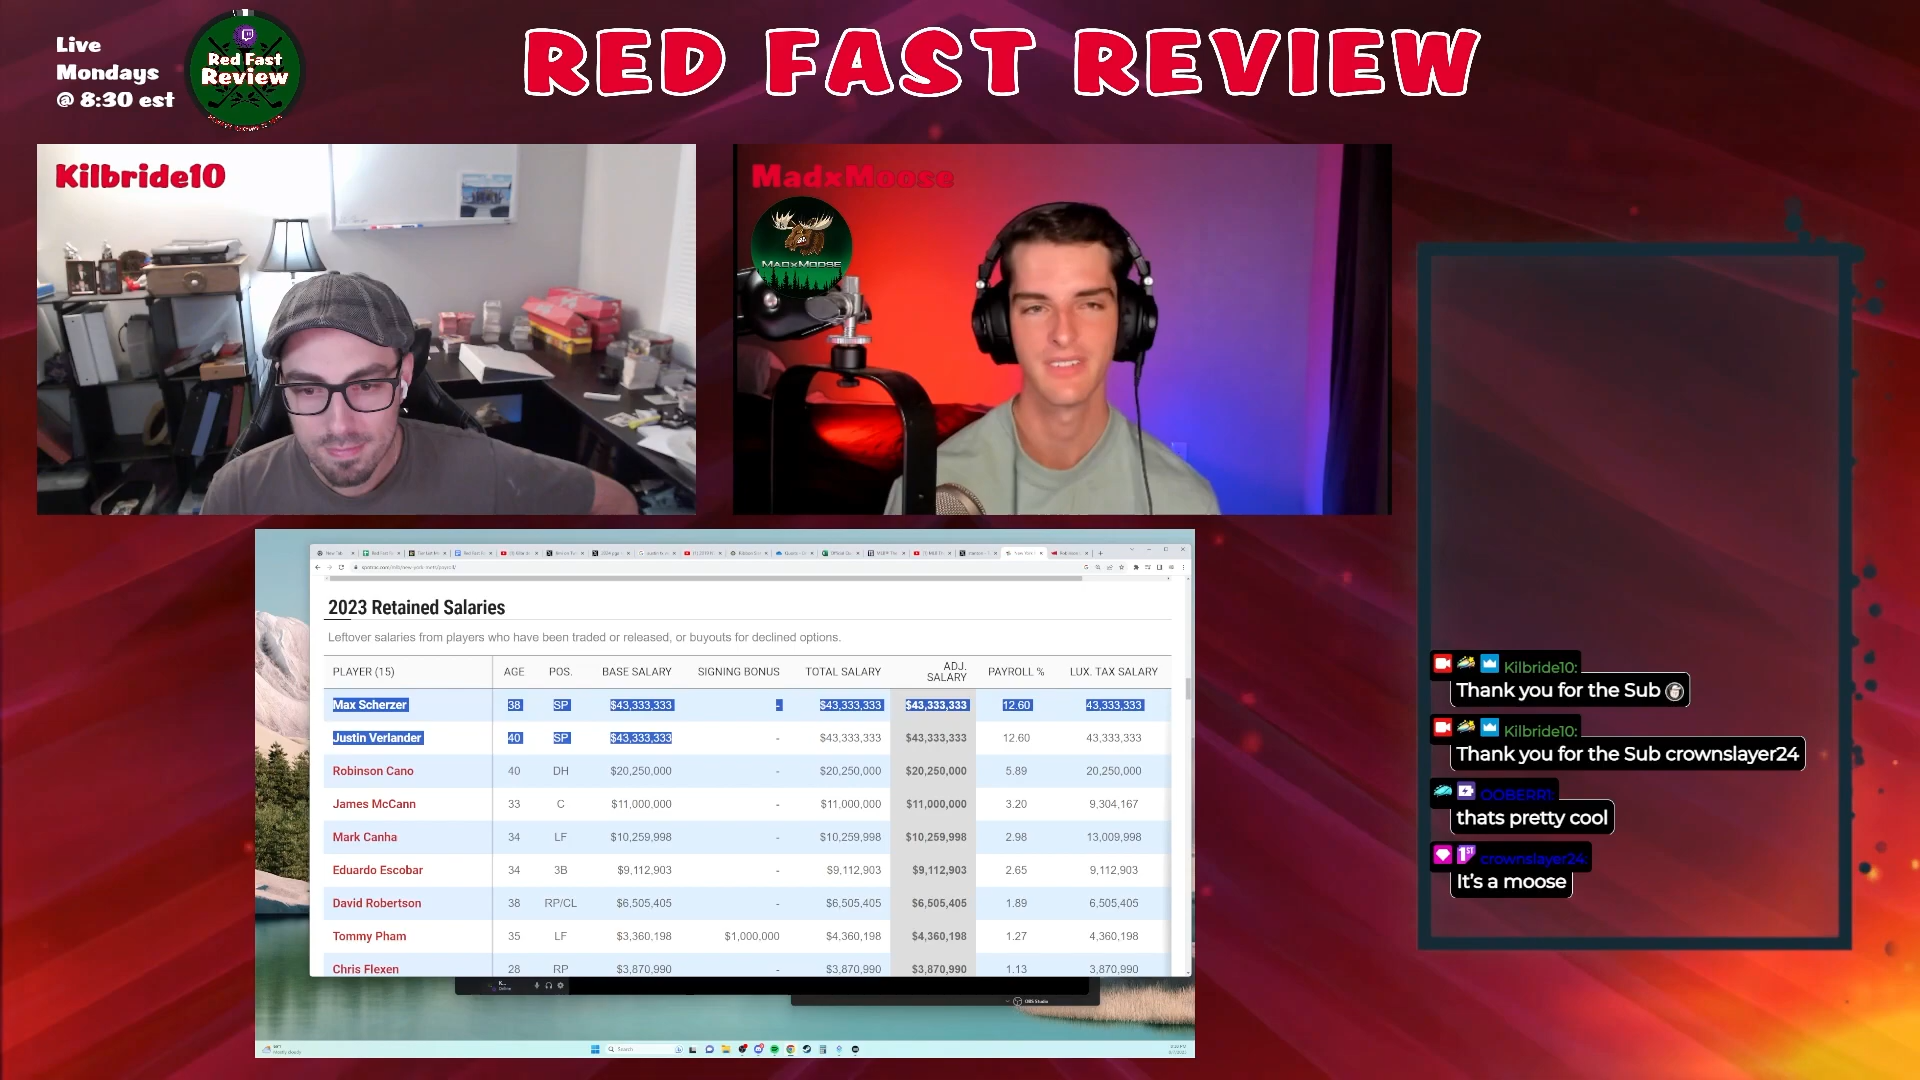 Live
Mondays
@ 8:30 est
Red Fast
Review
RED FAST REVIEW
Kilbride10
MadxMoose
MADxMOOSE
2023 Retained Salaries
Leftover salaries from players who have been traded or released, or buyouts for declined options.
PLAYER (15) AGE POS. BASE SALARY SIGNING BONUS TOTAL SALARY ADJ. SALARY PAYROLL % LUX. TAX SALARY
Max Scherzer 38 SP $43,333,333 - $43,333,333 $43,333,333 12.60 43,333,333
Justin Verlander 40 SP $43,333,333 - $43,333,333 $43,333,333 12.60 43,333,333
Robinson Cano 40 DH $20,250,000 - $20,250,000 $20,250,000 5.89 20,250,000
James McCann 33 C $11,000,000 - $11,000,000 $11,000,000 3.20 9,304,167
Mark Canha 34 LF $10,259,998 - $10,259,998 $10,259,998 2.98 13,009,998
Eduardo Escobar 34 3B $9,112,903 - $9,112,903 $9,112,903 2.65 9,112,903
David Robertson 38 RP/CL $6,505,405 - $6,505,405 $6,505,405 1.89 6,505,405
Tommy Pham 35 LF $3,360,198 $1,000,000 $4,360,198 $4,360,198 1.27 4,360,198
Chris Flexen 28 RP $3,870,990 - $3,870,990 $3,870,990 1.13 3,870,990
OBS Studio
Search
Kilbride10:
Thank you for the Sub
Kilbride10:
Thank you for the Sub crownslayer24
OOBERR1:
thats pretty cool
1ST
crownslayer24:
It's a moose